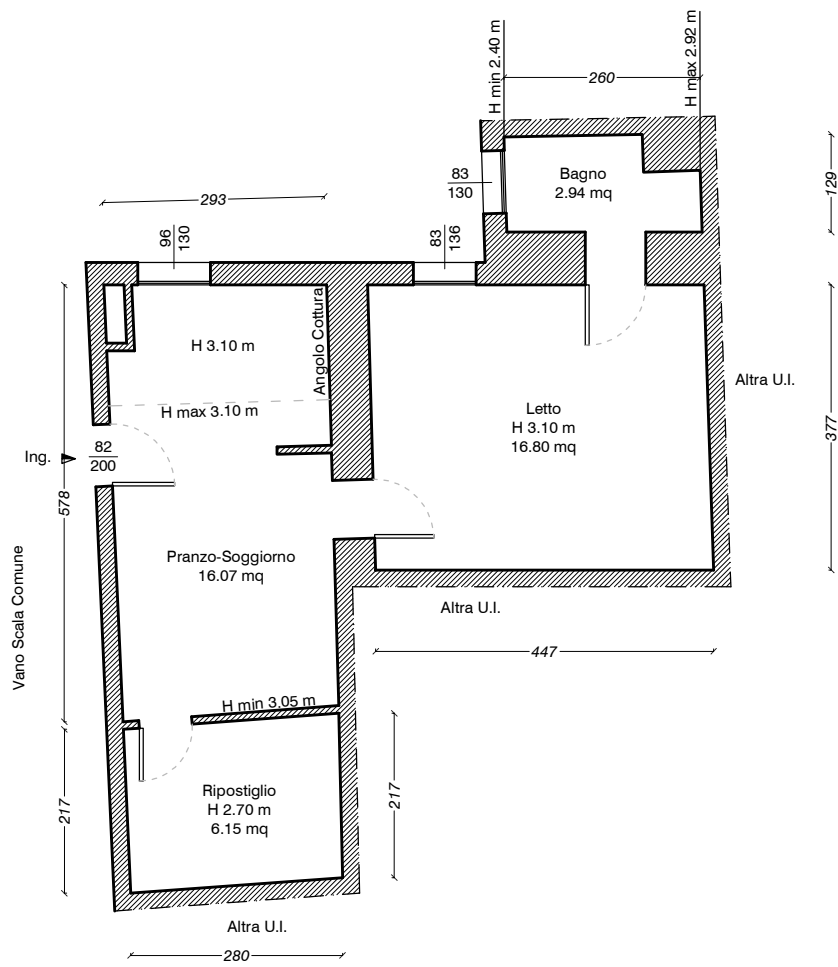 H min 2.40 m
H max 2.92 m
260
Bagno
2.94 mq
83
130
129
293
96
130
83
136
Angolo Cottura
H 3.10 m
H max 3.10 m
Altra U.I.
Letto
H 3.10 m
16.80 mq
377
Ing.
82
200
578
Vano Scala Comune
Pranzo-Soggiorno
16.07 mq
Altra U.I.
447
H min 3.05 m
Ripostiglio
H 2.70 m
6.15 mq
217
217
Altra U.I.
280